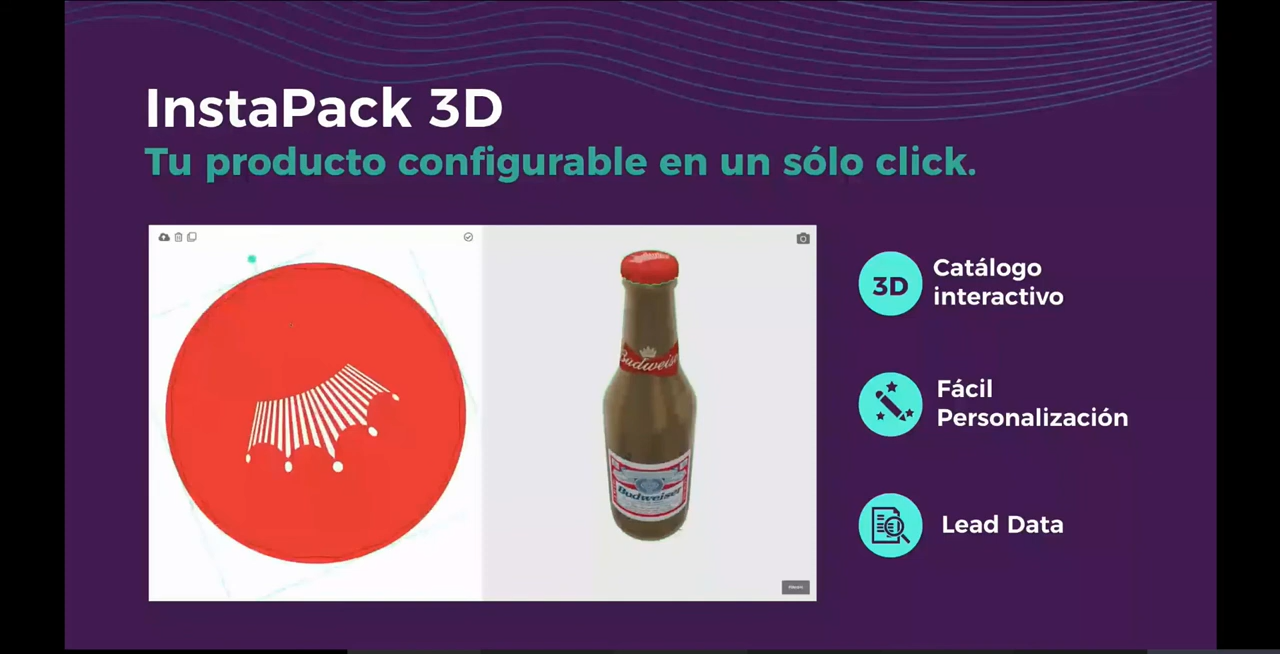 InstaPack 3D
Tu producto configurable en un sólo click.
Budweiser
Budweiser
3D
Catálogo
interactivo
Fácil
Personalización
Lead Data